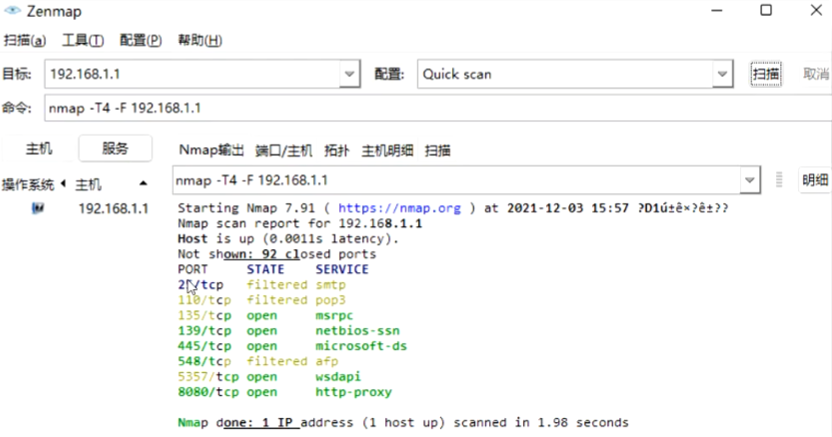 Zenmap
扫描(a) 工具(T) 配置(P) 帮助(H)
目标: 192.168.1.1 配置: Quick scan 扫描 取消
命令: nmap -T4 -F 192.168.1.1
主机 服务 Nmap输出 端口/主机 拓扑 主机明细 扫描
操作系统 主机 nmap -T4 -F 192.168.1.1 明细
192.168.1.1
Starting Nmap 7.91 ( https://nmap.org ) at 2021-12-03 15:57 ?D1ú±ê×?ê±??
Nmap scan report for 192.168.1.1
Host is up (0.0011s latency).
Not shown: 92 closed ports
PORT STATE SERVICE
/tcp filtered smtp
110/tcp filtered pop3
135/tcp open msrpc
139/tcp open netbios-ssn
445/tcp open microsoft-ds
548/tcp filtered afp
5357/tcp open wsdapi
8080/tcp open http-proxy
Nmap done: 1 IP address (1 host up) scanned in 1.98 seconds